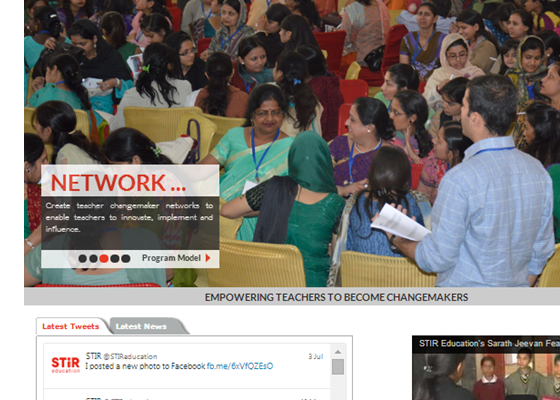 NETWORK ...
Create teacher changemaker networks to
enable teachers to innovate, implement and
influence.
Program Model
EMPOWERING TEACHERS TO BECOME CHANGEMAKERS
Latest Tweets Latest News
STiR
education
STIR @STIReducation 3 Jul
I posted a new photo to Facebook fb.me/6xVfQZEsO
STIR Education's Sarath Jeevan Fea